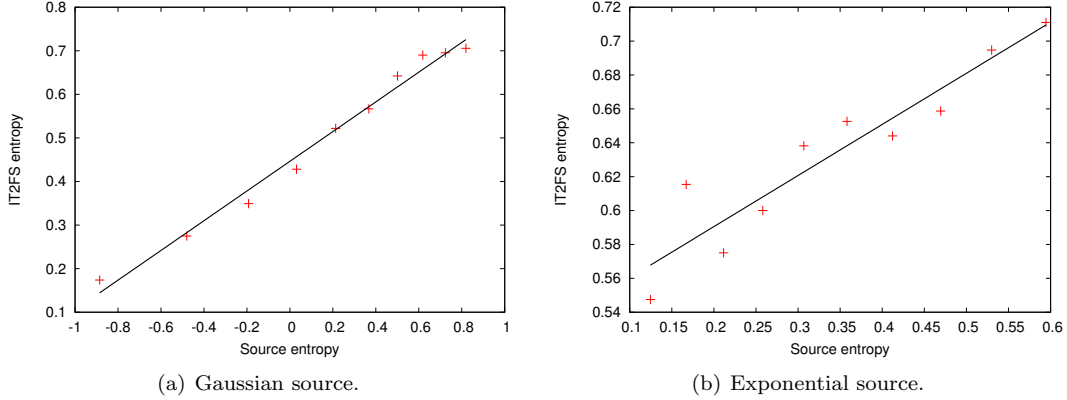 0.8
0.7
0.6
0.5
0.4
0.3
0.2
0.1
IT2FS entropy
-1 -0.8 -0.6 -0.4 -0.2 0 0.2 0.4 0.6 0.8 1
Source entropy
(a) Gaussian source.
0.72
0.7
0.68
0.66
0.64
0.62
0.6
0.58
0.56
0.54
IT2FS entropy
0.1 0.15 0.2 0.25 0.3 0.35 0.4 0.45 0.5 0.55 0.6
Source entropy
(b) Exponential source.